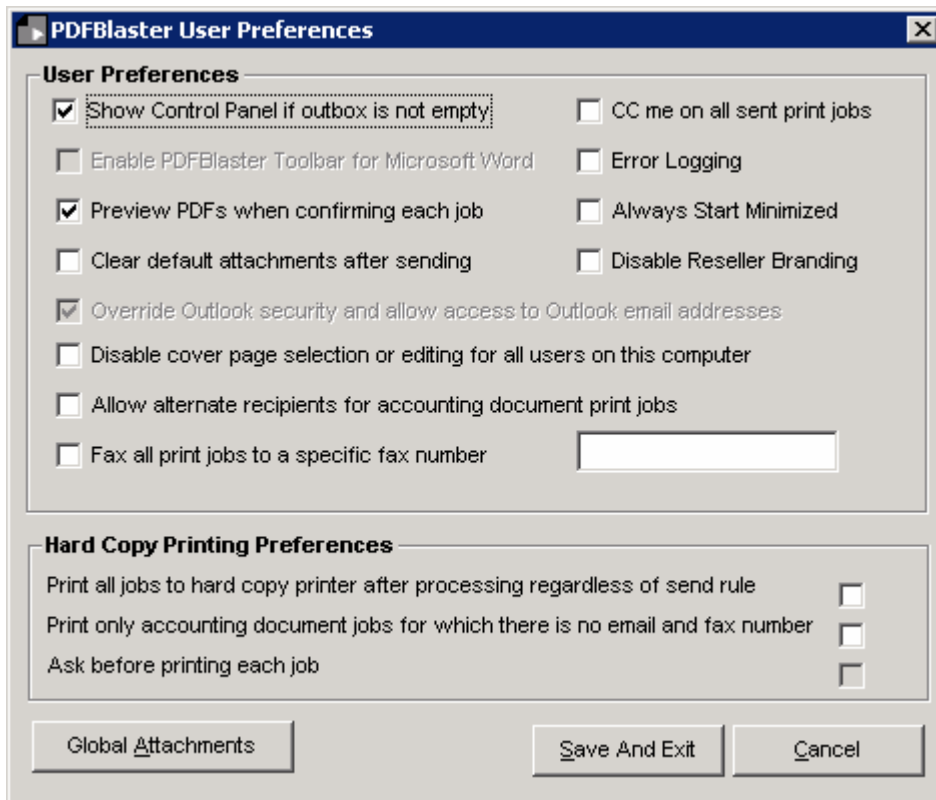 PDFBlaster User Preferences
User Preferences
Show Control Panel if outbox is not empty
CC me on all sent print jobs
Enable PDFBlaster Toolbar for Microsoft Word
Error Logging
Preview PDFs when confirming each job
Always Start Minimized
Clear default attachments after sending
Disable Reseller Branding
Override Outlook security and allow access to Outlook email addresses
Disable cover page selection or editing for all users on this computer
Allow alternate recipients for accounting document print jobs
Fax all print jobs to a specific fax number
Hard Copy Printing Preferences
Print all jobs to hard copy printer after processing regardless of send rule
Print only accounting document jobs for which there is no email and fax number
Ask before printing each job
Global Attachments
Save And Exit
Cancel